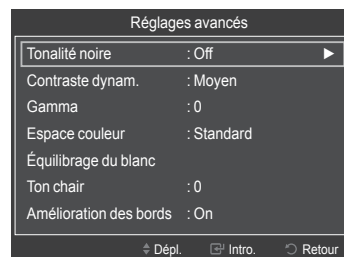 Réglages avancés
Tonalité noire : Off ►
Contraste dynam. : Moyen
Gamma : 0
Espace couleur : Standard
Équilibrage du blanc
Ton chair : 0
Amélioration des bords : On
Dépl. Intro. Retour